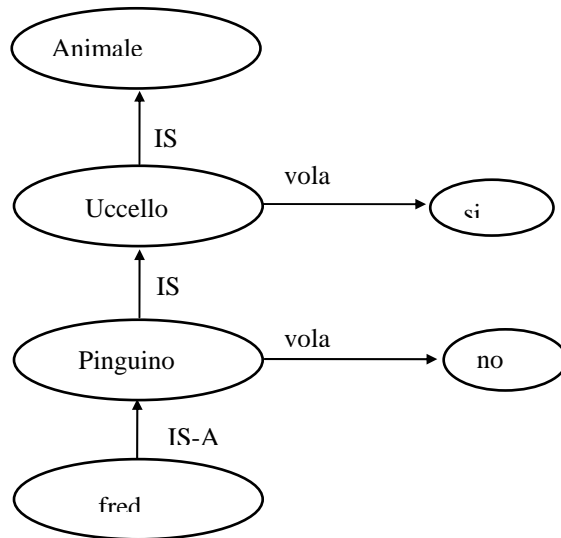 Animale
IS
Uccello
vola
si
IS
Pinguino
vola
no
IS-A
fred